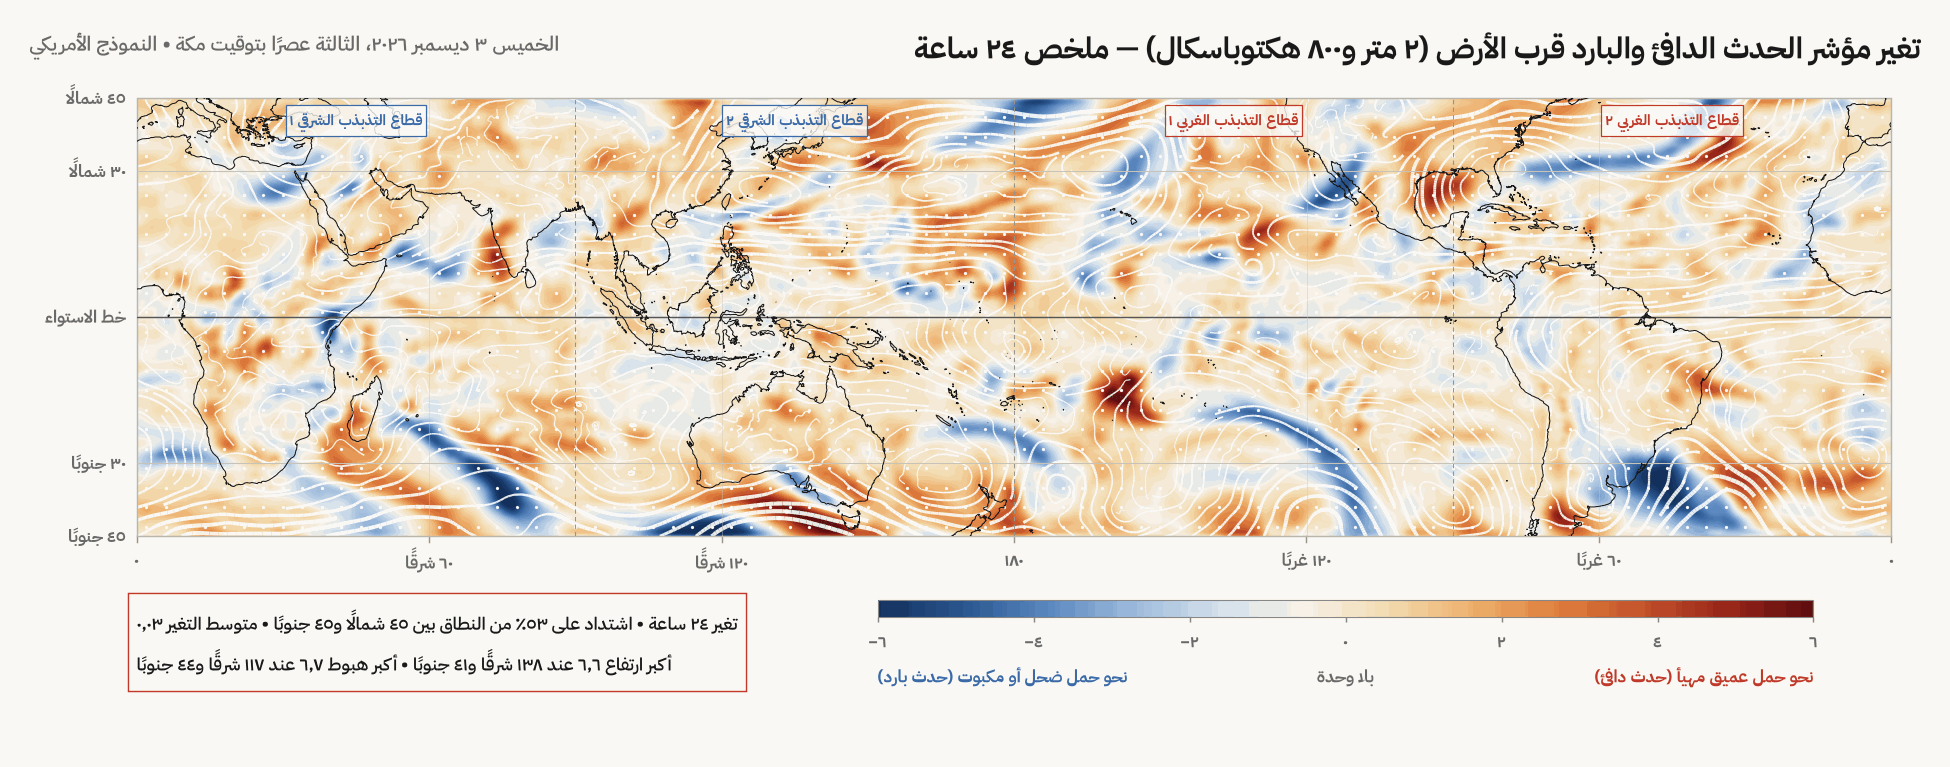 تغير مؤشر الحدث الدافئ والبارد قرب الأرض (٢ متر و٨٠٠ هكتوباسكال) — ملخص ٢٤ ساعة
الخميس ٣ ديسمبر ٢٠٢٦، الثالثة عصرًا بتوقيت مكة • النموذج الأمريكي
قطاع التذبذب الشرقي ١
قطاع التذبذب الشرقي ٢
قطاع التذبذب الغربي ١
قطاع التذبذب الغربي ٢
٤٥ شمالًا
٣٠ شمالًا
خط الاستواء
٣٠ جنوبًا
٤٥ جنوبًا
٠
٦٠ شرقًا
١٢٠ شرقًا
١٨٠
١٢٠ غربًا
٦٠ غربًا
٠
تغير ٢٤ ساعة • اشتداد على ٥٣٪ من النطاق بين ٤٥ شمالًا و٤٥ جنوبًا • متوسط التغير ٠,٠٣
أكبر ارتفاع ٦,٦ عند ١٣٨ شرقًا و٤١ جنوبًا • أكبر هبوط ٦,٧ عند ١١٧ شرقًا و٤٤ جنوبًا
−٦
−٤
−٢
٠
٢
٤
٦
نحو حمل عميق مهيأ (حدث دافئ)
بلا وحدة
نحو حمل ضحل أو مكبوت (حدث بارد)